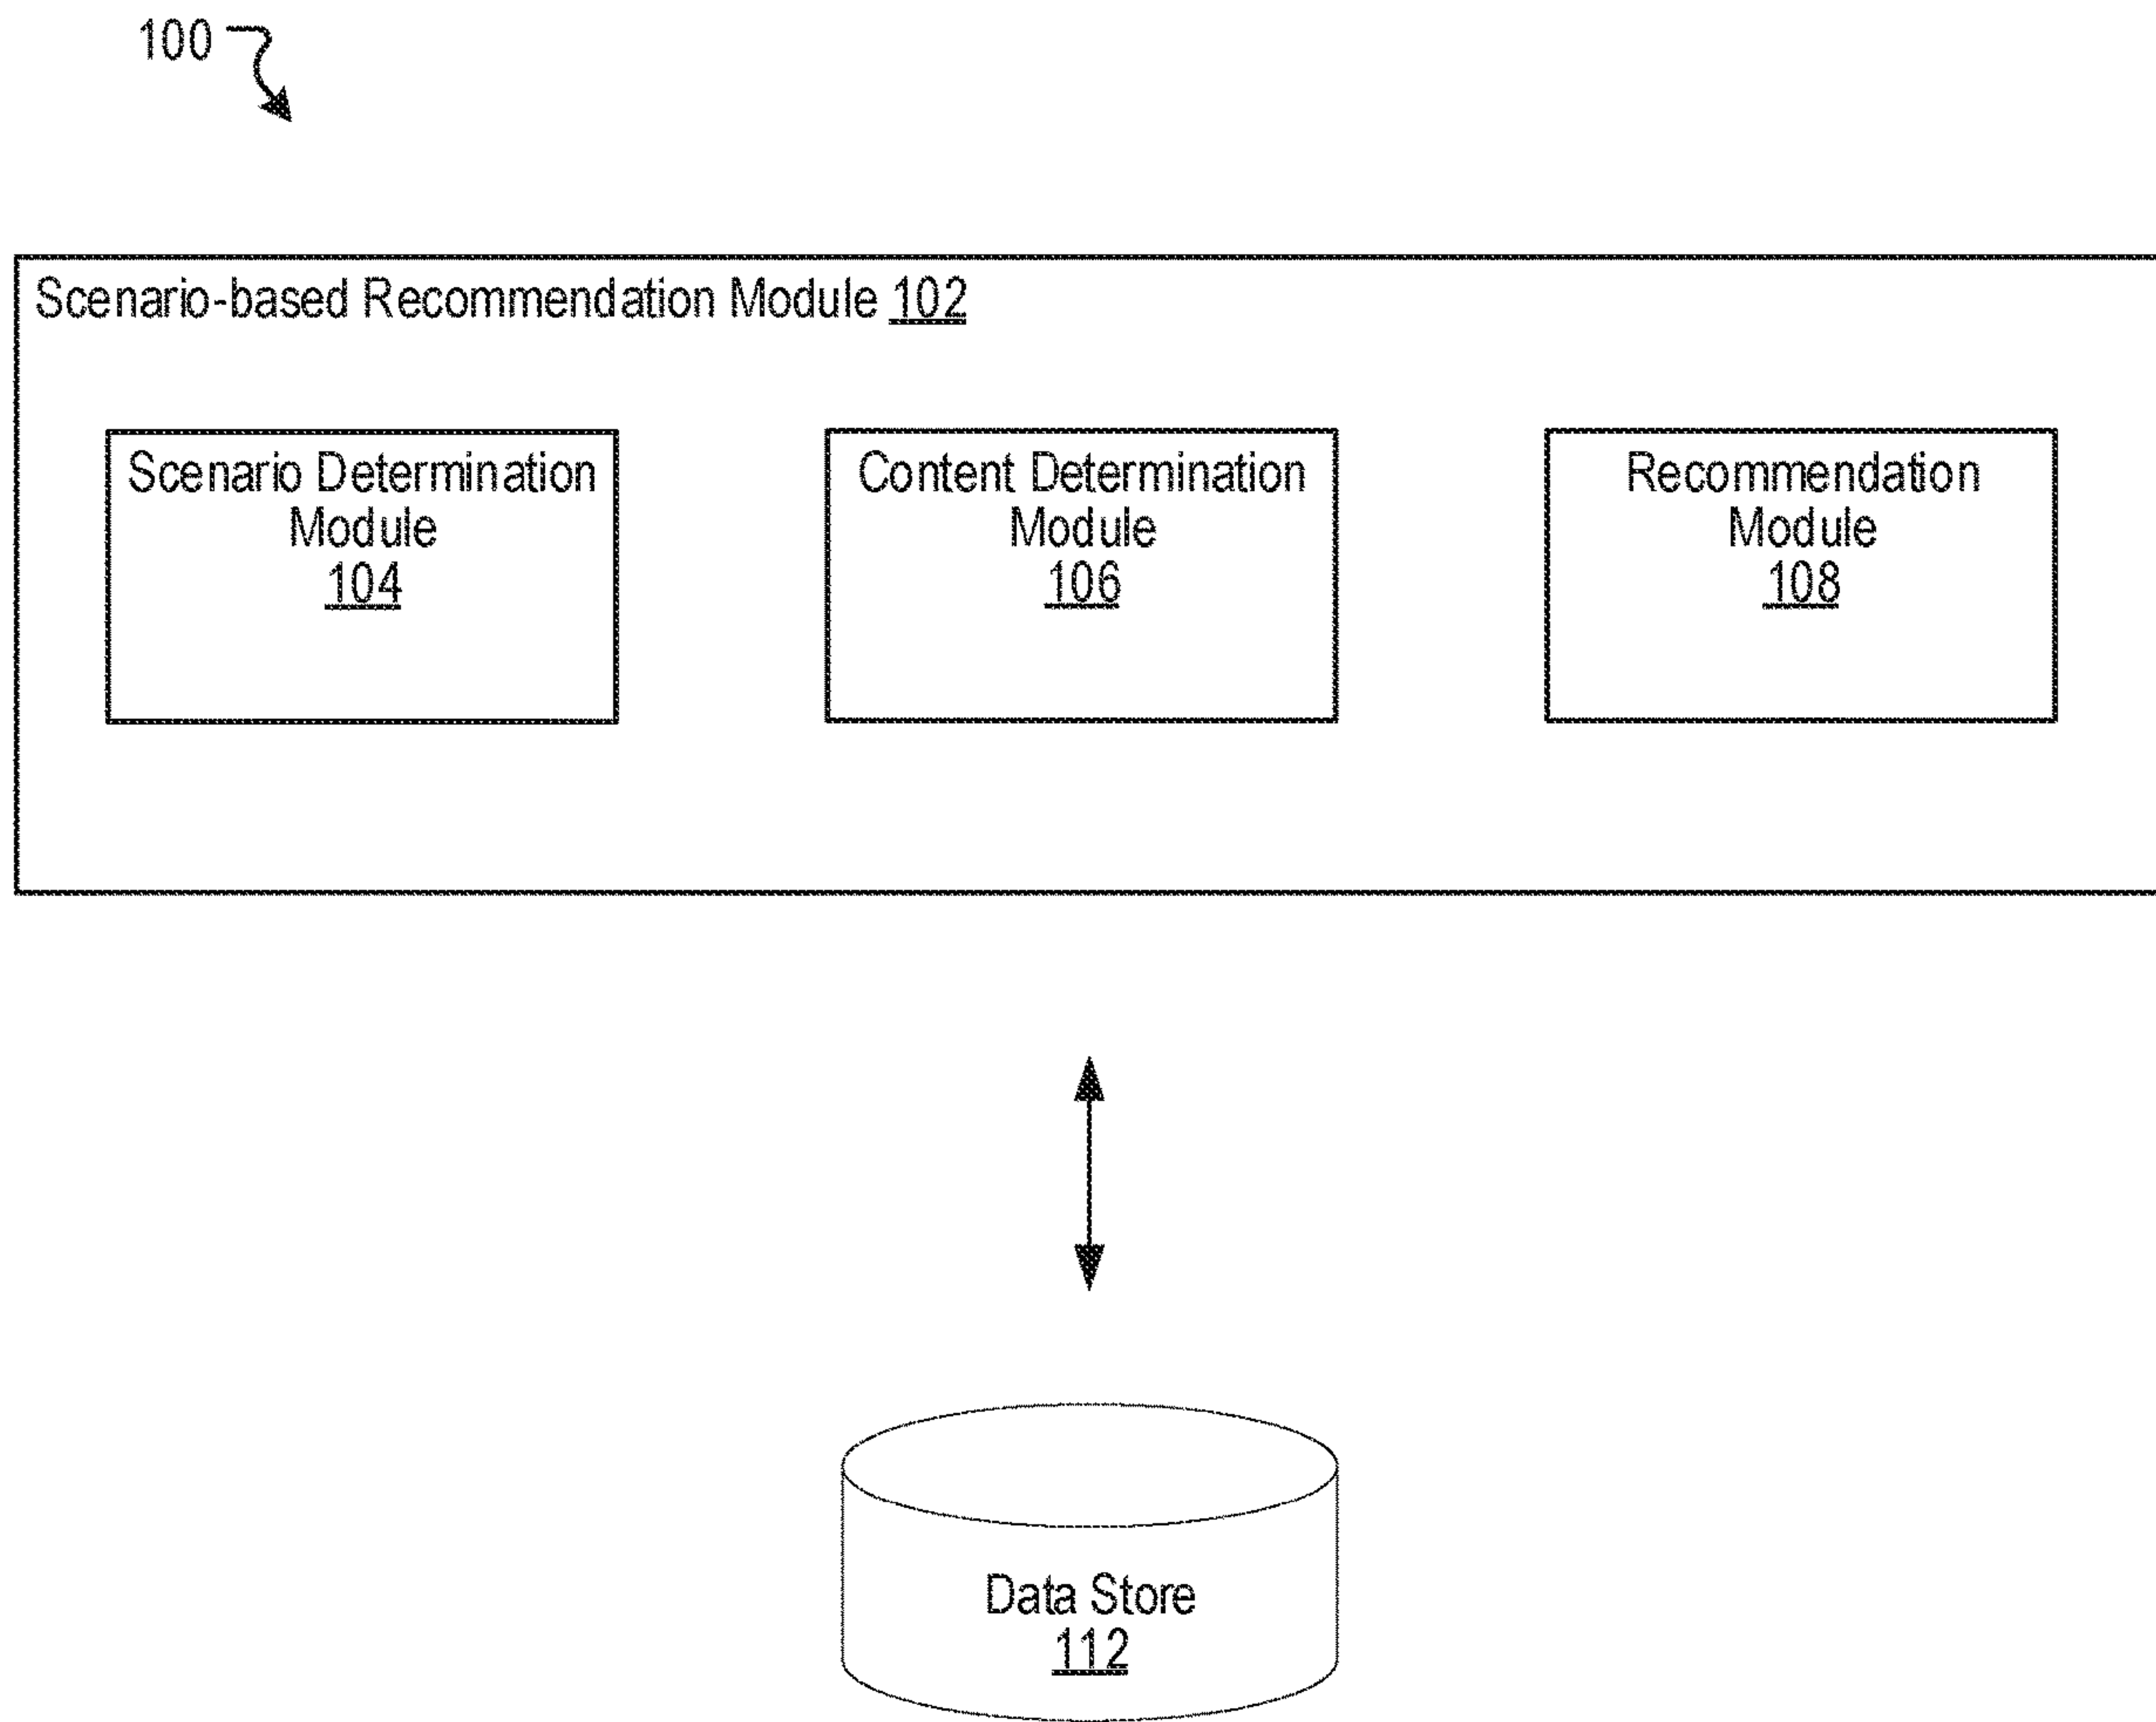 100
Scenario-based Recommendation Module 102
Scenario Determination
Module
104
Content Determination
Module
106
Recommendation
Module
108
Data Store
112